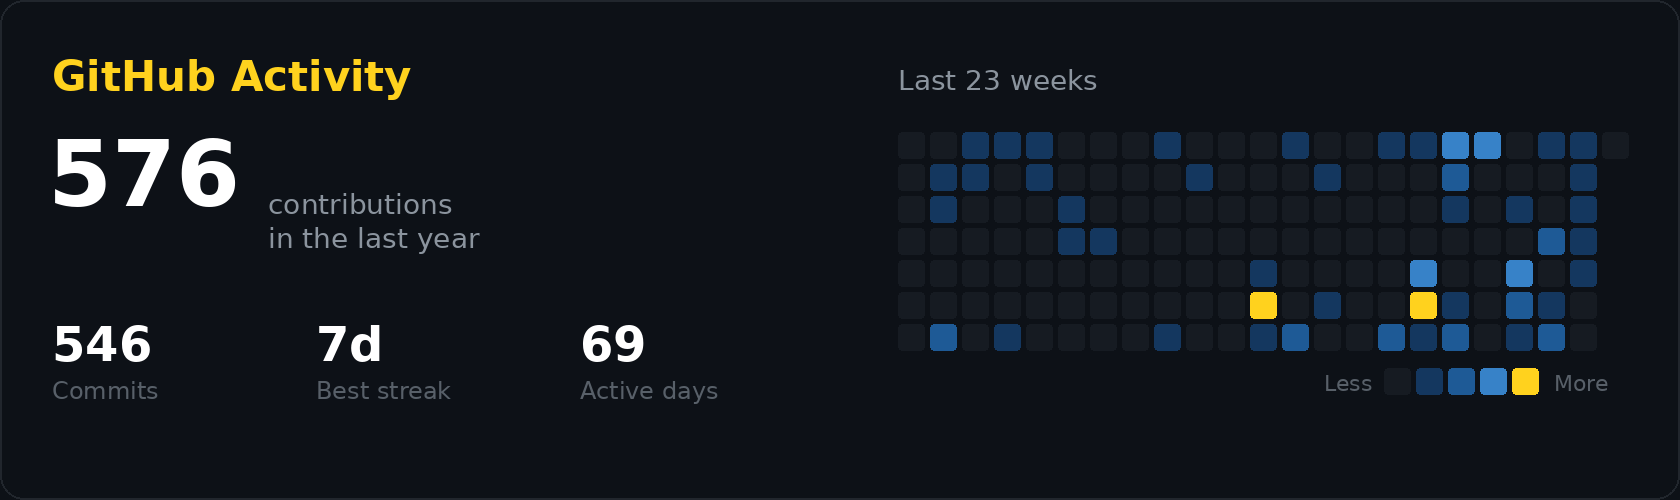 GitHub Activity
576
contributions
in the last year
546
Commits
7d
Best streak
69
Active days
Last 23 weeks
Less
More